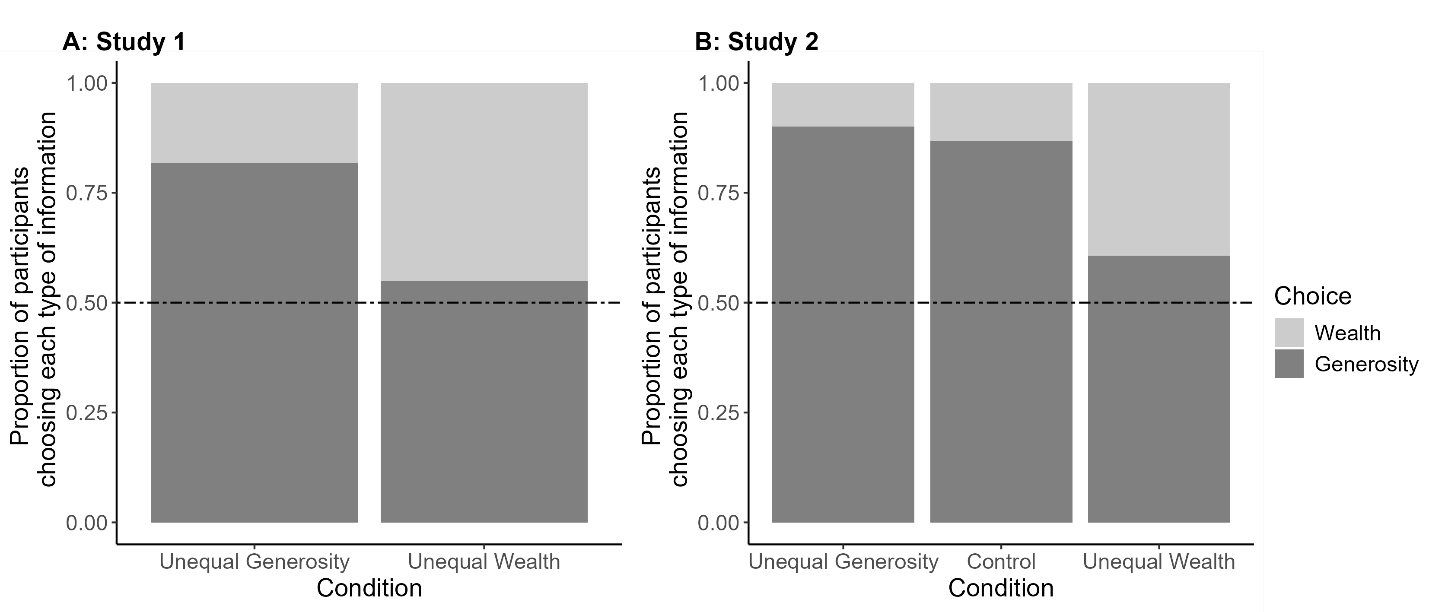 A: Study 1
Proportion of participants
choosing each type of information
1.00
0.75
0.50
0.25
0.00
Unequal Generosity
Unequal Wealth
Condition
B: Study 2
Proportion of participants
choosing each type of information
1.00
0.75
0.50
0.25
0.00
Unequal Generosity
Control
Unequal Wealth
Condition
Choice
Wealth
Generosity